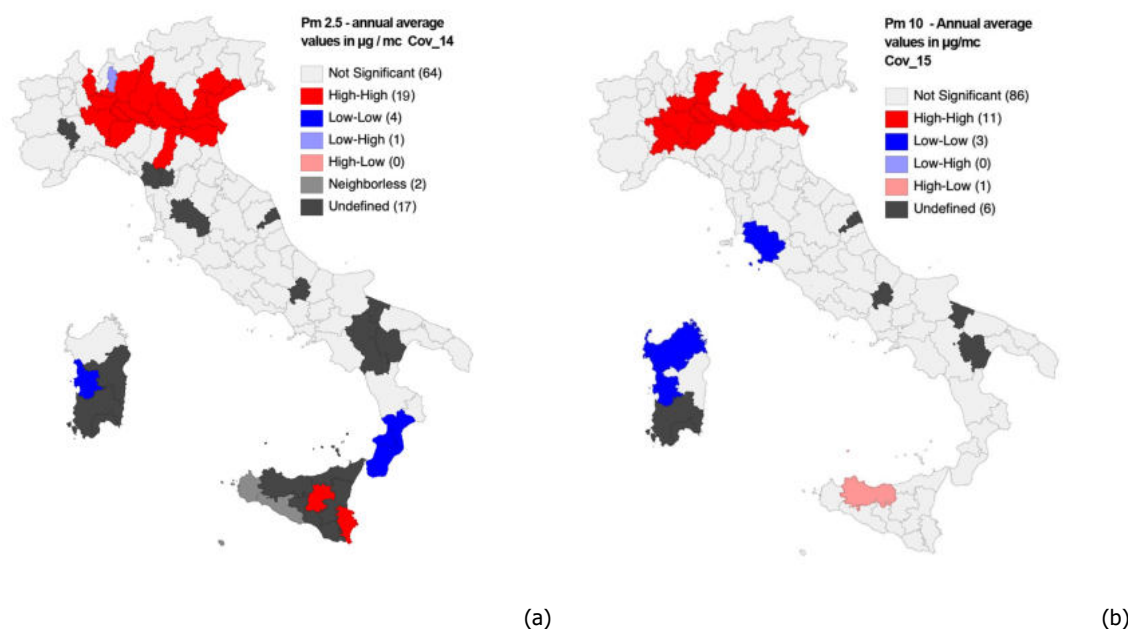 Pm 2.5 - annual average
values in µg / mc Cov_14
Not Significant (64)
High-High (19)
Low-Low (4)
Low-High (1)
High-Low (0)
Neighborless (2)
Undefined (17)
(a)
Pm 10 - Annual average
values in µg/mc
Cov_15
Not Significant (86)
High-High (11)
Low-Low (3)
Low-High (0)
High-Low (1)
Undefined (6)
(b)